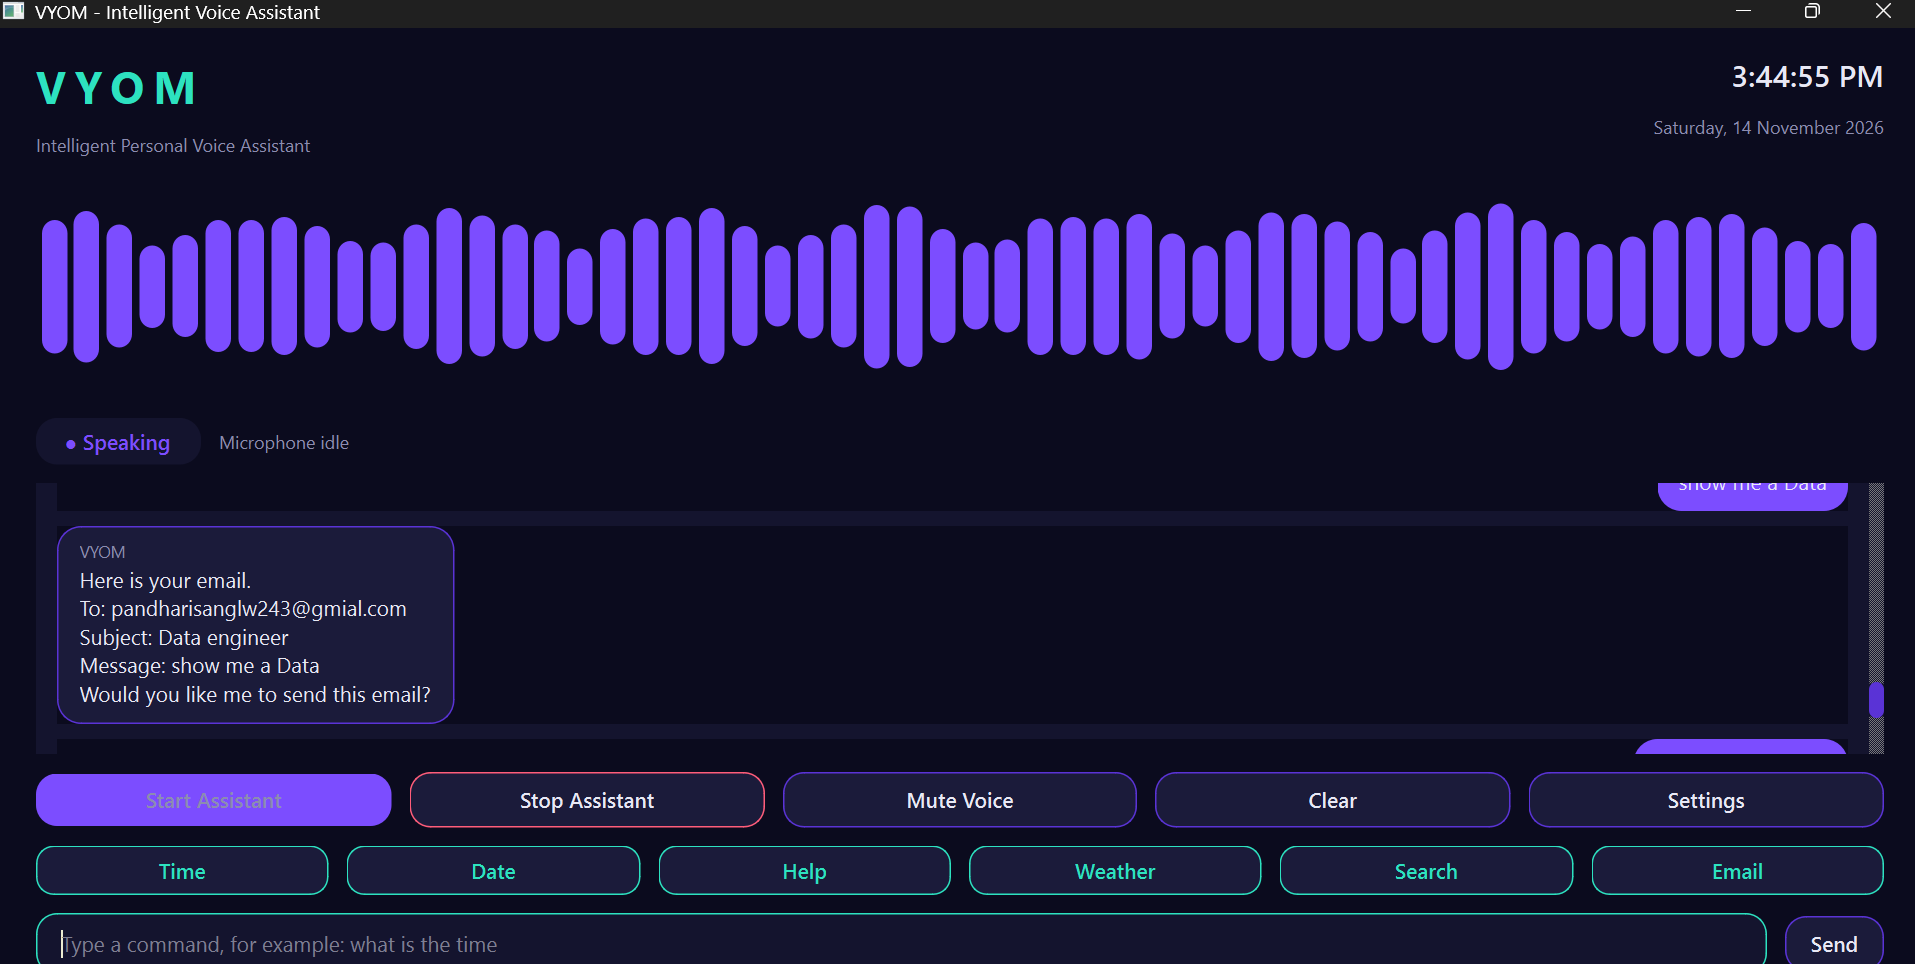 VYOM - Intelligent Voice Assistant
VYOM
3:44:55 PM
Intelligent Personal Voice Assistant
Saturday, 14 November 2026
● Speaking
Microphone idle
show me a Data
VYOM
Here is your email.
To: pandharisanglw243@gmial.com
Subject: Data engineer
Message: show me a Data
Would you like me to send this email?
Start Assistant
Stop Assistant
Mute Voice
Clear
Settings
Time
Date
Help
Weather
Search
Email
Type a command, for example: what is the time
Send